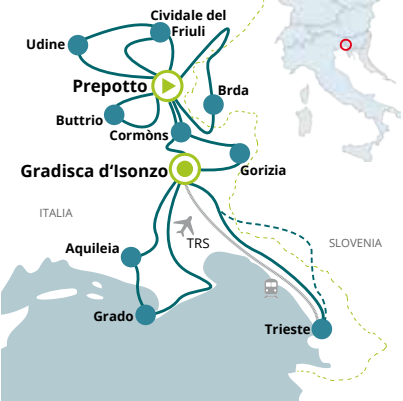 Cividale del
Friuli
Udine
Prepotto
Brda
Buttrio
Cormòns
Gradisca d‘Isonzo
Gorizia
ITALIA
TRS
SLOVENIA
Aquileia
Grado
Trieste